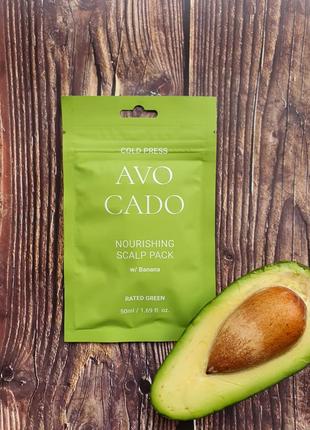 COLD PRESS
AVO
CADO
NOURISHING
SCALP PACK
w/ Banana
RATED GREEN
50ml / 1.69 fl. oz.